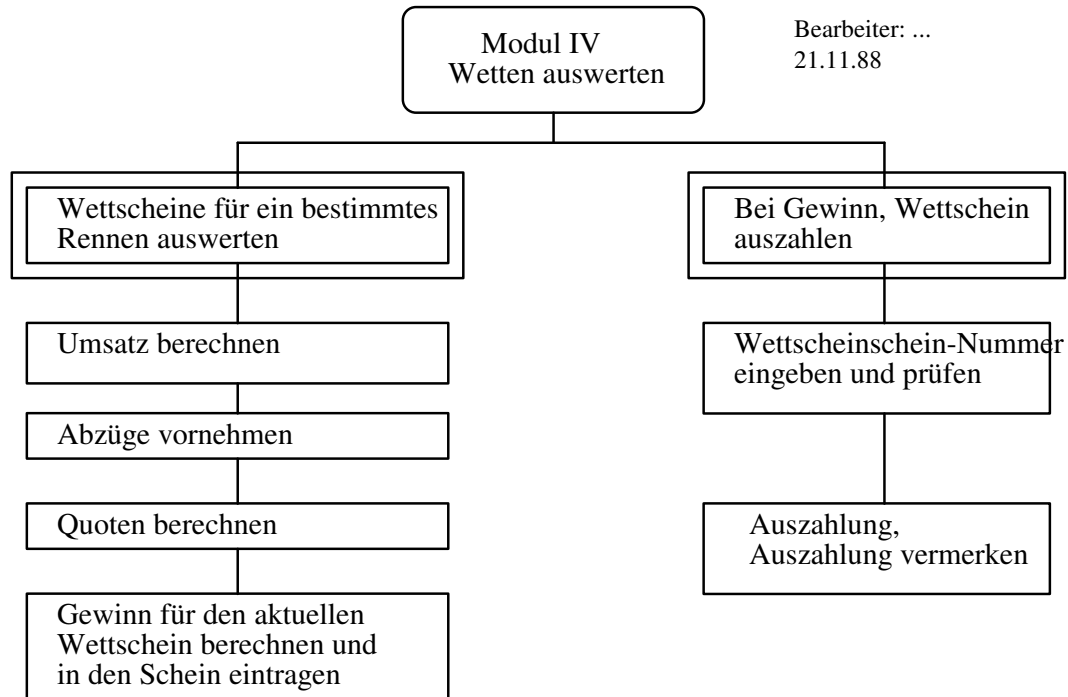 Modul IV
Wetten auswerten
Bearbeiter: ...
21.11.88
Wettscheine für ein bestimmtes
Rennen auswerten
Umsatz berechnen
Abzüge vornehmen
Quoten berechnen
Gewinn für den aktuellen
Wettschein berechnen und
in den Schein eintragen
Bei Gewinn, Wettschein
auszahlen
Wettscheinschein-Nummer
eingeben und prüfen
Auszahlung,
Auszahlung vermerken